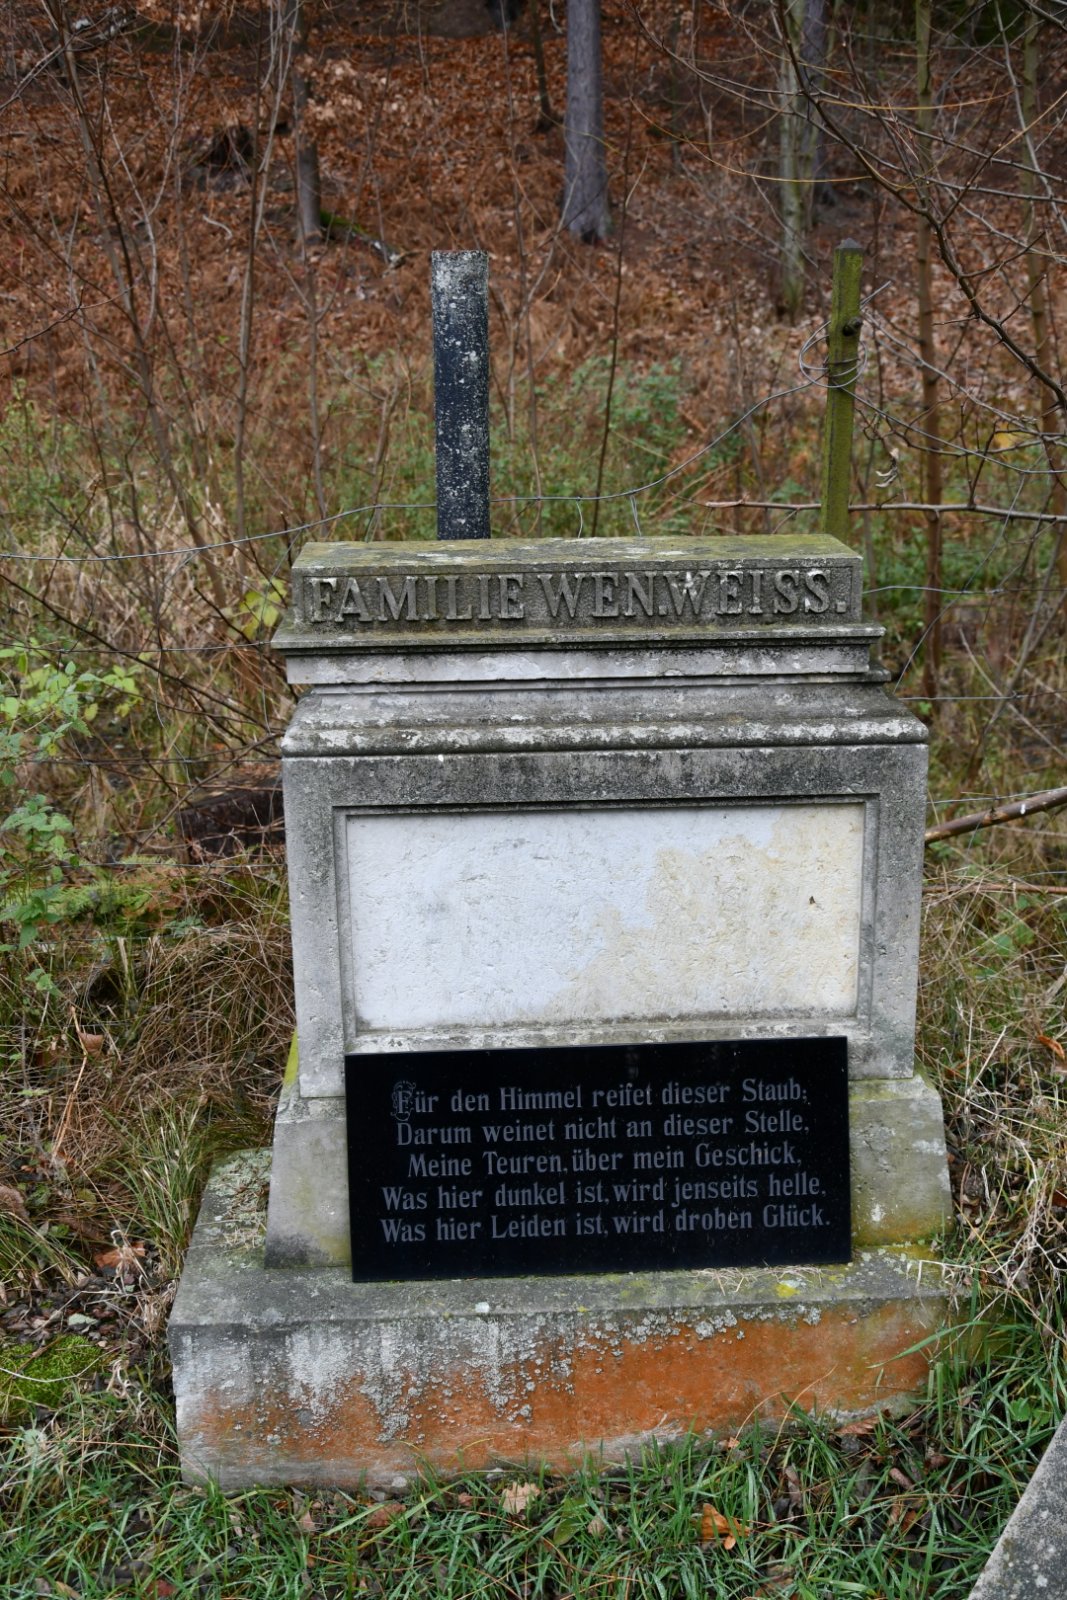 FAMILIE WEN.WEISS.
Für den Himmel reifet dieser Staub;
Darum weinet nicht an dieser Stelle,
Meine Teuren, über mein Geschick,
Was hier dunkel ist, wird jenseits helle,
Was hier Leiden ist, wird droben Glück.